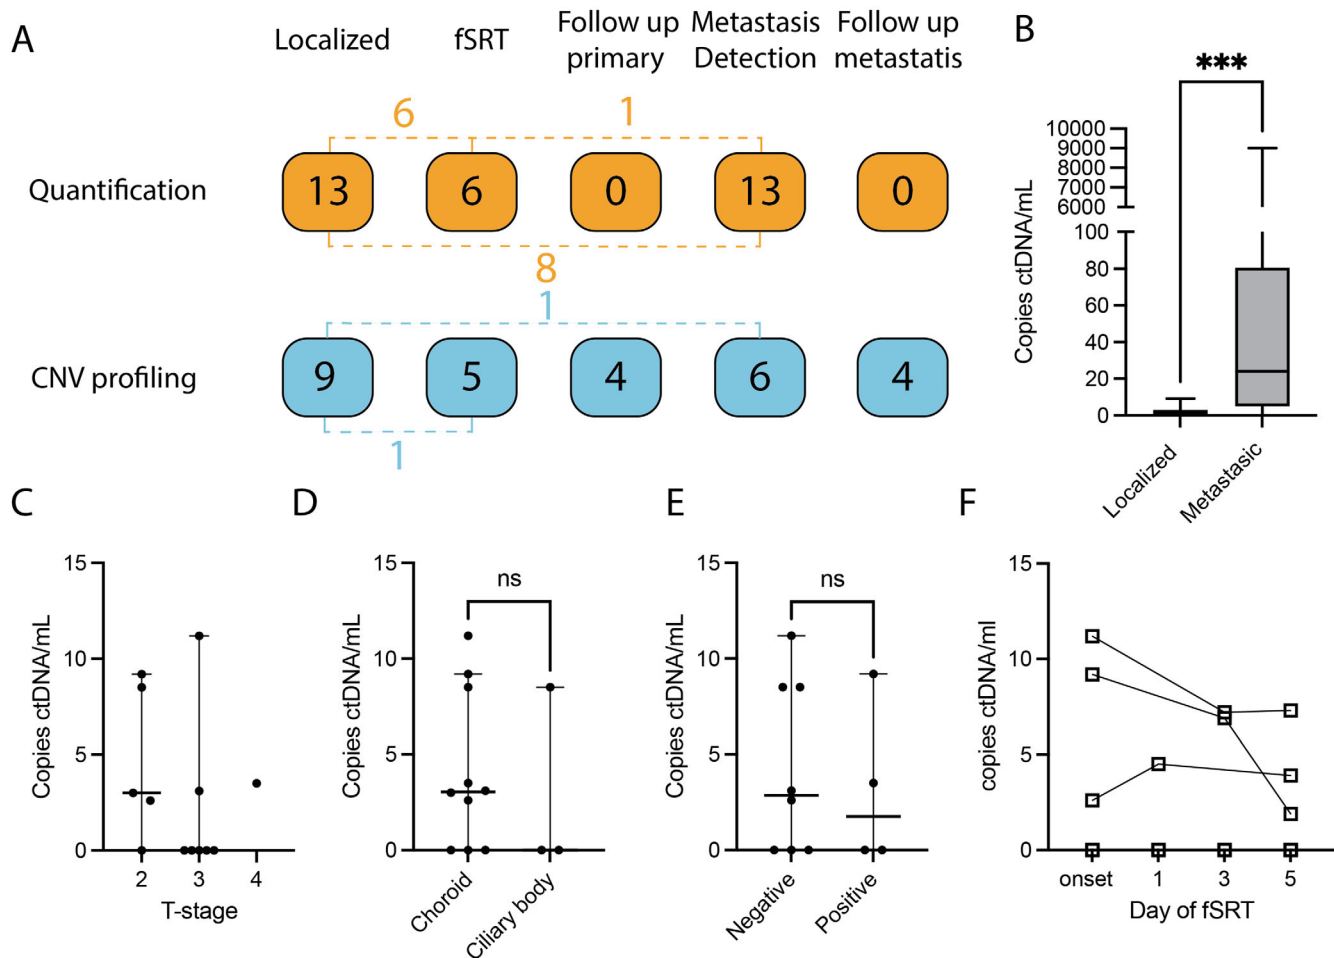 A
Localized
fSRT
Follow up
primary
Metastasis
Detection
Follow up
metastatis
6
1
Quantification
13
6
0
13
0
8
1
CNV profiling
9
5
4
6
4
1
B
***
Copies ctDNA/mL
10000
9000
8000
7000
6000
100
80
60
40
20
0
Localized
Metastasic
C
Copies ctDNA/mL
15
10
5
0
2
3
4
T-stage
D
Copies ctDNA/mL
15
10
5
0
ns
Choroid
Ciliary body
E
Copies ctDNA/mL
15
10
5
0
ns
Negative
Positive
F
copies ctDNA/ml
15
10
5
0
onset
1
3
5
Day of fSRT